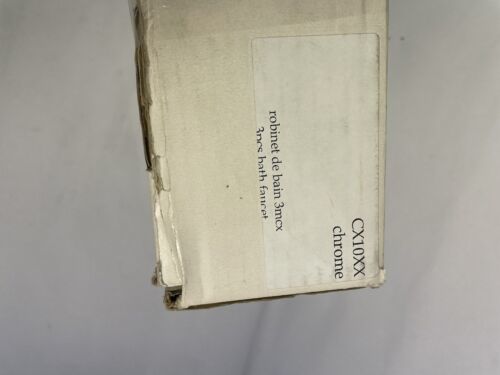 CX10XX
chrome
robinet de bain 3mcx
3pcs bath faucet